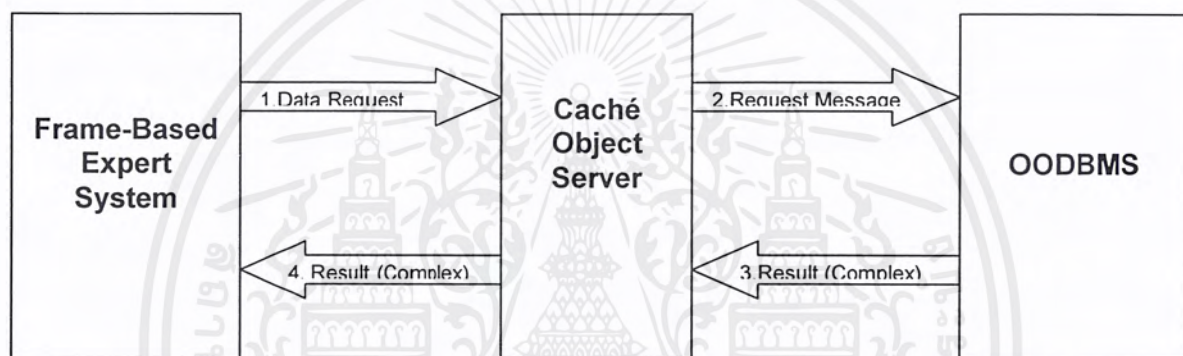 Frame-Based
Expert
System
1.Data Request
4. Result (Complex)
Caché
Object
Server
2.Request Message
3.Result (Complex)
OODBMS